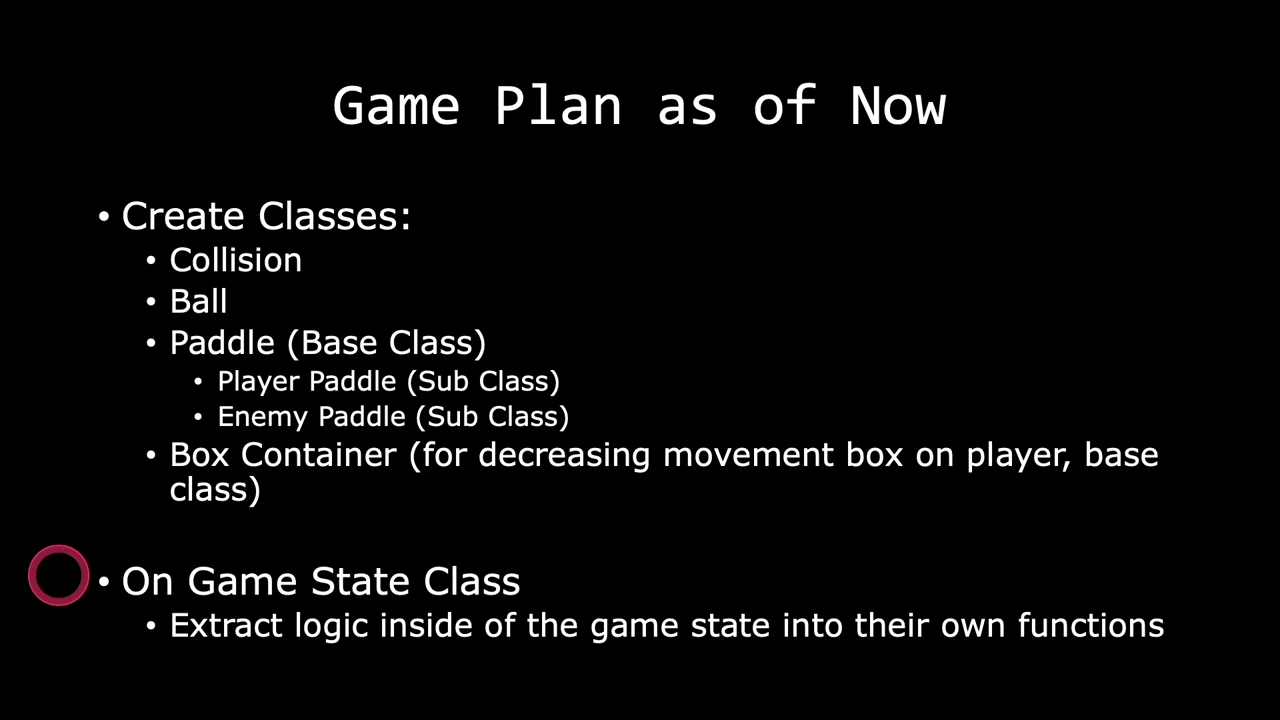 Game Plan as of Now
• Create Classes:
• Collision
• Ball
• Paddle (Base Class)
• Player Paddle (Sub Class)
• Enemy Paddle (Sub Class)
• Box Container (for decreasing movement box on player, base
class)
• On Game State Class
• Extract logic inside of the game state into their own functions